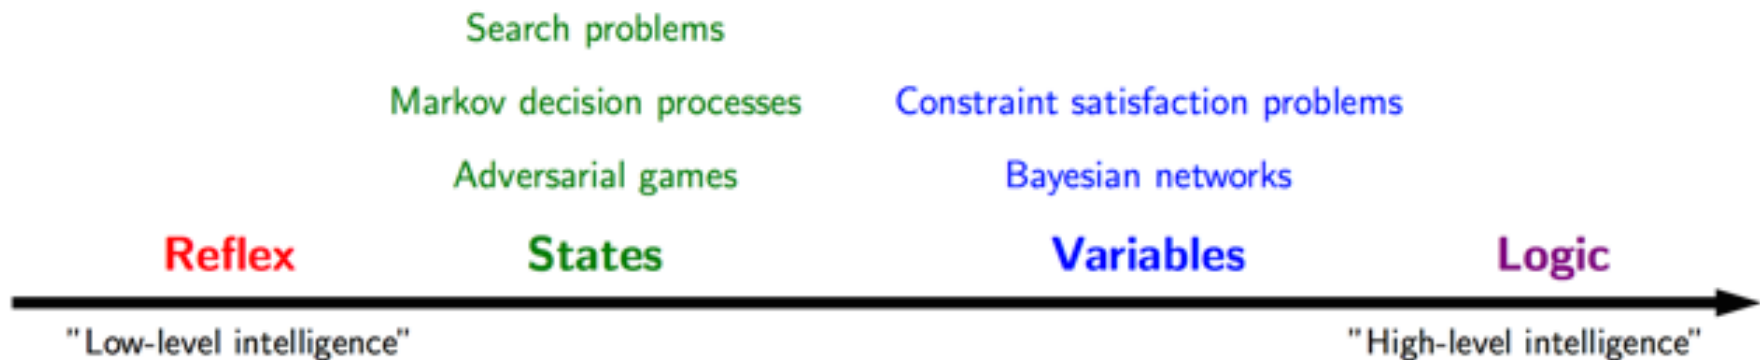 Search problems
Markov decision processes Constraint satisfaction problems
Adversarial games Bayesian networks
Reflex States Variables Logic
"Low-level intelligence" "High-level intelligence"